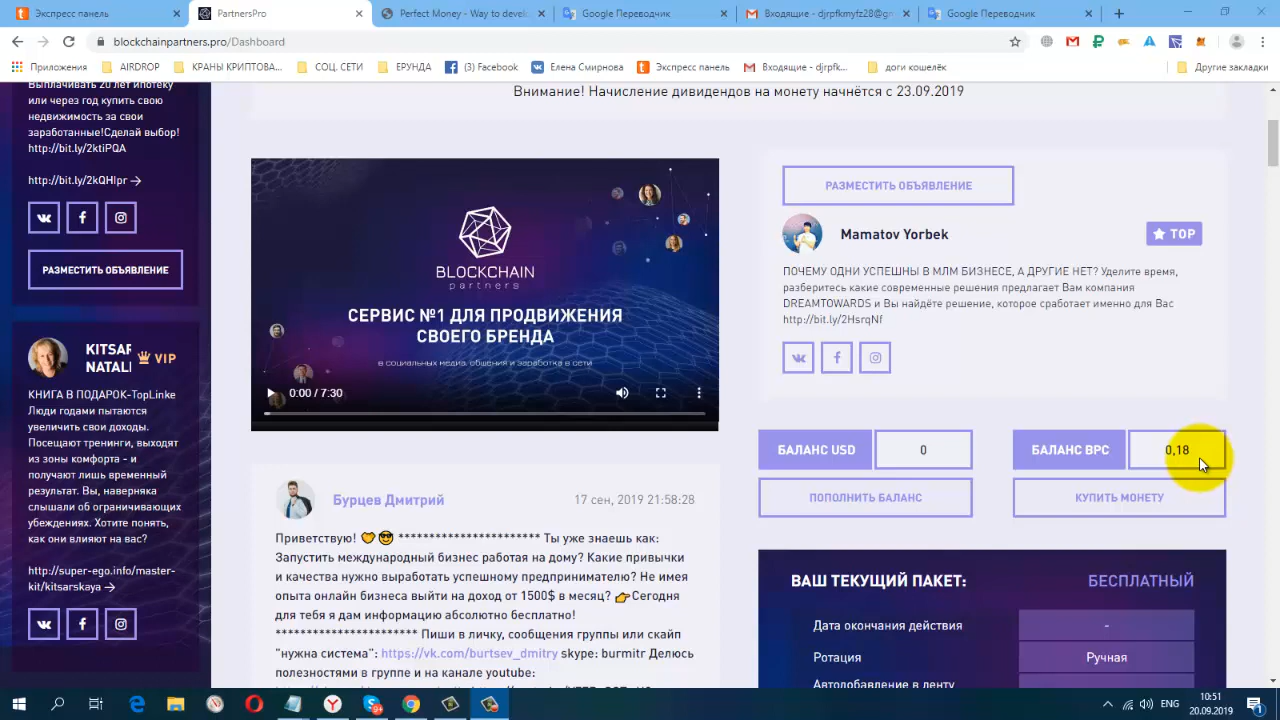 Экспресс панель
PartnersPro
Perfect Money - Way to develo
Google Переводчик
Входящие - djrpfkmyfz28@gm
Google Переводчик
blockchainpartners.pro/Dashboard
Приложения
AIRDROP
КРАНЫ КРИПТОВА...
СОЦ. СЕТИ
ЕРУНДА
(3) Facebook
Елена Смирнова
Экспресс панель
Входящие - djrpfk...
доги кошелёк
Другие закладки
Выплачивать 20 лет ипотеку
или через год купить свою
недвижимость за свои
заработанные!Сделай выбор!
http://bit.ly/2ktiPQA
http://bit.ly/2kQHIpr →
РАЗМЕСТИТЬ ОБЪЯВЛЕНИЕ
KITSAR
NATALI
VIP
КНИГА В ПОДАРОК-TopLinke
Люди годами пытаются
увеличить свои доходы.
Посещают тренинги, выходят
из зоны комфорта - и
получают лишь временный
результат. Вы, наверняка
слышали об ограничивающих
убеждениях. Хотите понять,
как они влияют на вас?
http://super-ego.info/master-
kit/kitsarskaya →
Внимание! Начисление дивидендов на монету начнётся с 23.09.2019
BLOCKCHAIN
partners
СЕРВИС №1 ДЛЯ ПРОДВИЖЕНИЯ
СВОЕГО БРЕНДА
в социальных медиа, общения и заработка в сети
0:00 / 7:30
Бурцев Дмитрий
17 сен, 2019 21:58:28
Приветствую! 🧡😎 *********************** Ты уже знаешь как:
Запустить международный бизнес работая на дому? Какие привычки
и качества нужно выработать успешному предпринимателю? Не имея
опыта онлайн бизнеса выйти на доход от 1500$ в месяц? 👉Сегодня
для тебя я дам информацию абсолютно бесплатно!
*********************** Пиши в личку, сообщения группы или скайп
"нужна система": https://vk.com/burtsev_dmitry skype: burmitr Делюсь
полезностями в группе и на канале youtube:
РАЗМЕСТИТЬ ОБЪЯВЛЕНИЕ
Mamatov Yorbek
TOP
ПОЧЕМУ ОДНИ УСПЕШНЫ В МЛМ БИЗНЕСЕ, А ДРУГИЕ НЕТ? Уделите время,
разберитесь какие современные решения предлагает Вам компания
DREAMTOWARDS и Вы найдёте решение, которое сработает именно для Вас
http://bit.ly/2HsrqNf
БАЛАНС USD
0
БАЛАНС BPC
0,18
ПОПОЛНИТЬ БАЛАНС
КУПИТЬ МОНЕТУ
ВАШ ТЕКУЩИЙ ПАКЕТ:
БЕСПЛАТНЫЙ
Дата окончания действия
-
Ротация
Ручная
Автодобавление в ленту
ENG
10:51
20.09.2019